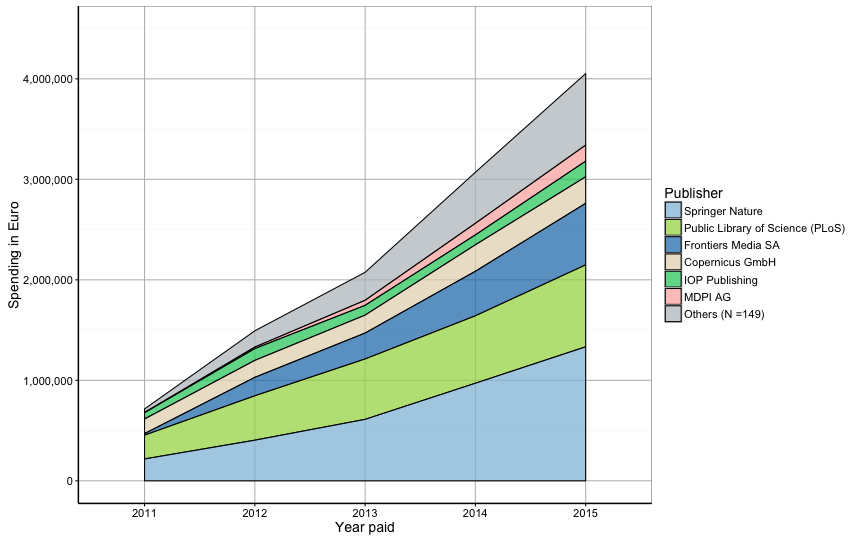 4,000,000
3,000,000
2,000,000
1,000,000
0
Spending in Euro
2011 2012 2013 2014 2015
Year paid
Publisher
Springer Nature
Public Library of Science (PLoS)
Frontiers Media SA
Copernicus GmbH
IOP Publishing
MDPI AG
Others (N =149)